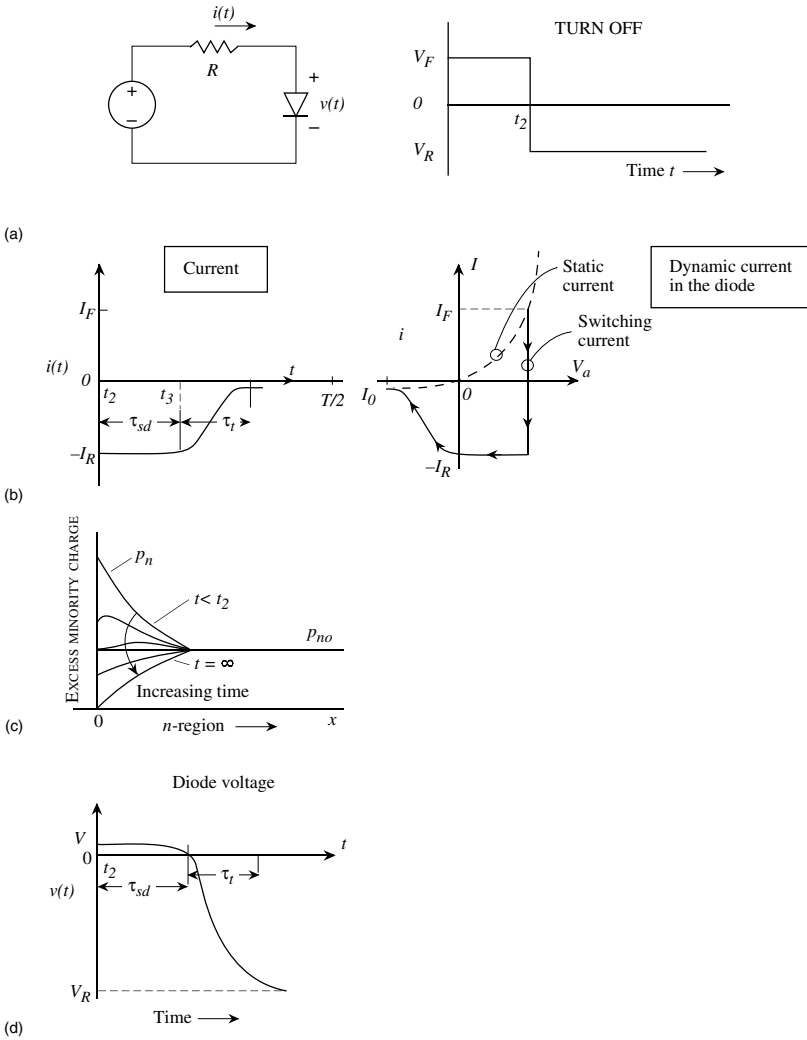 i(t)
R
+
−
+
v(t)
−
TURN OFF
V_F
0
t_2
V_R
Time t
(a)
Current
I_F
i(t)
0
t_2
t_3
t
T/2
τ_sd
τ_t
−I_R
I
Static
current
Dynamic current
in the diode
I_F
i
Switching
current
V_a
I_0
0
−I_R
(b)
EXCESS MINORITY CHARGE
p_n
t < t_2
p_no
t = ∞
Increasing time
0
n-region
x
(c)
Diode voltage
V
0
t
t_2
v(t)
τ_sd
τ_t
V_R
Time
(d)